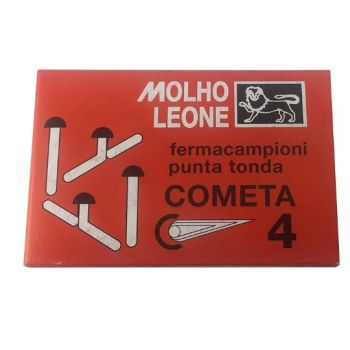 MOLHO
LEONE
fermacampioni
punta tonda
COMETA
4